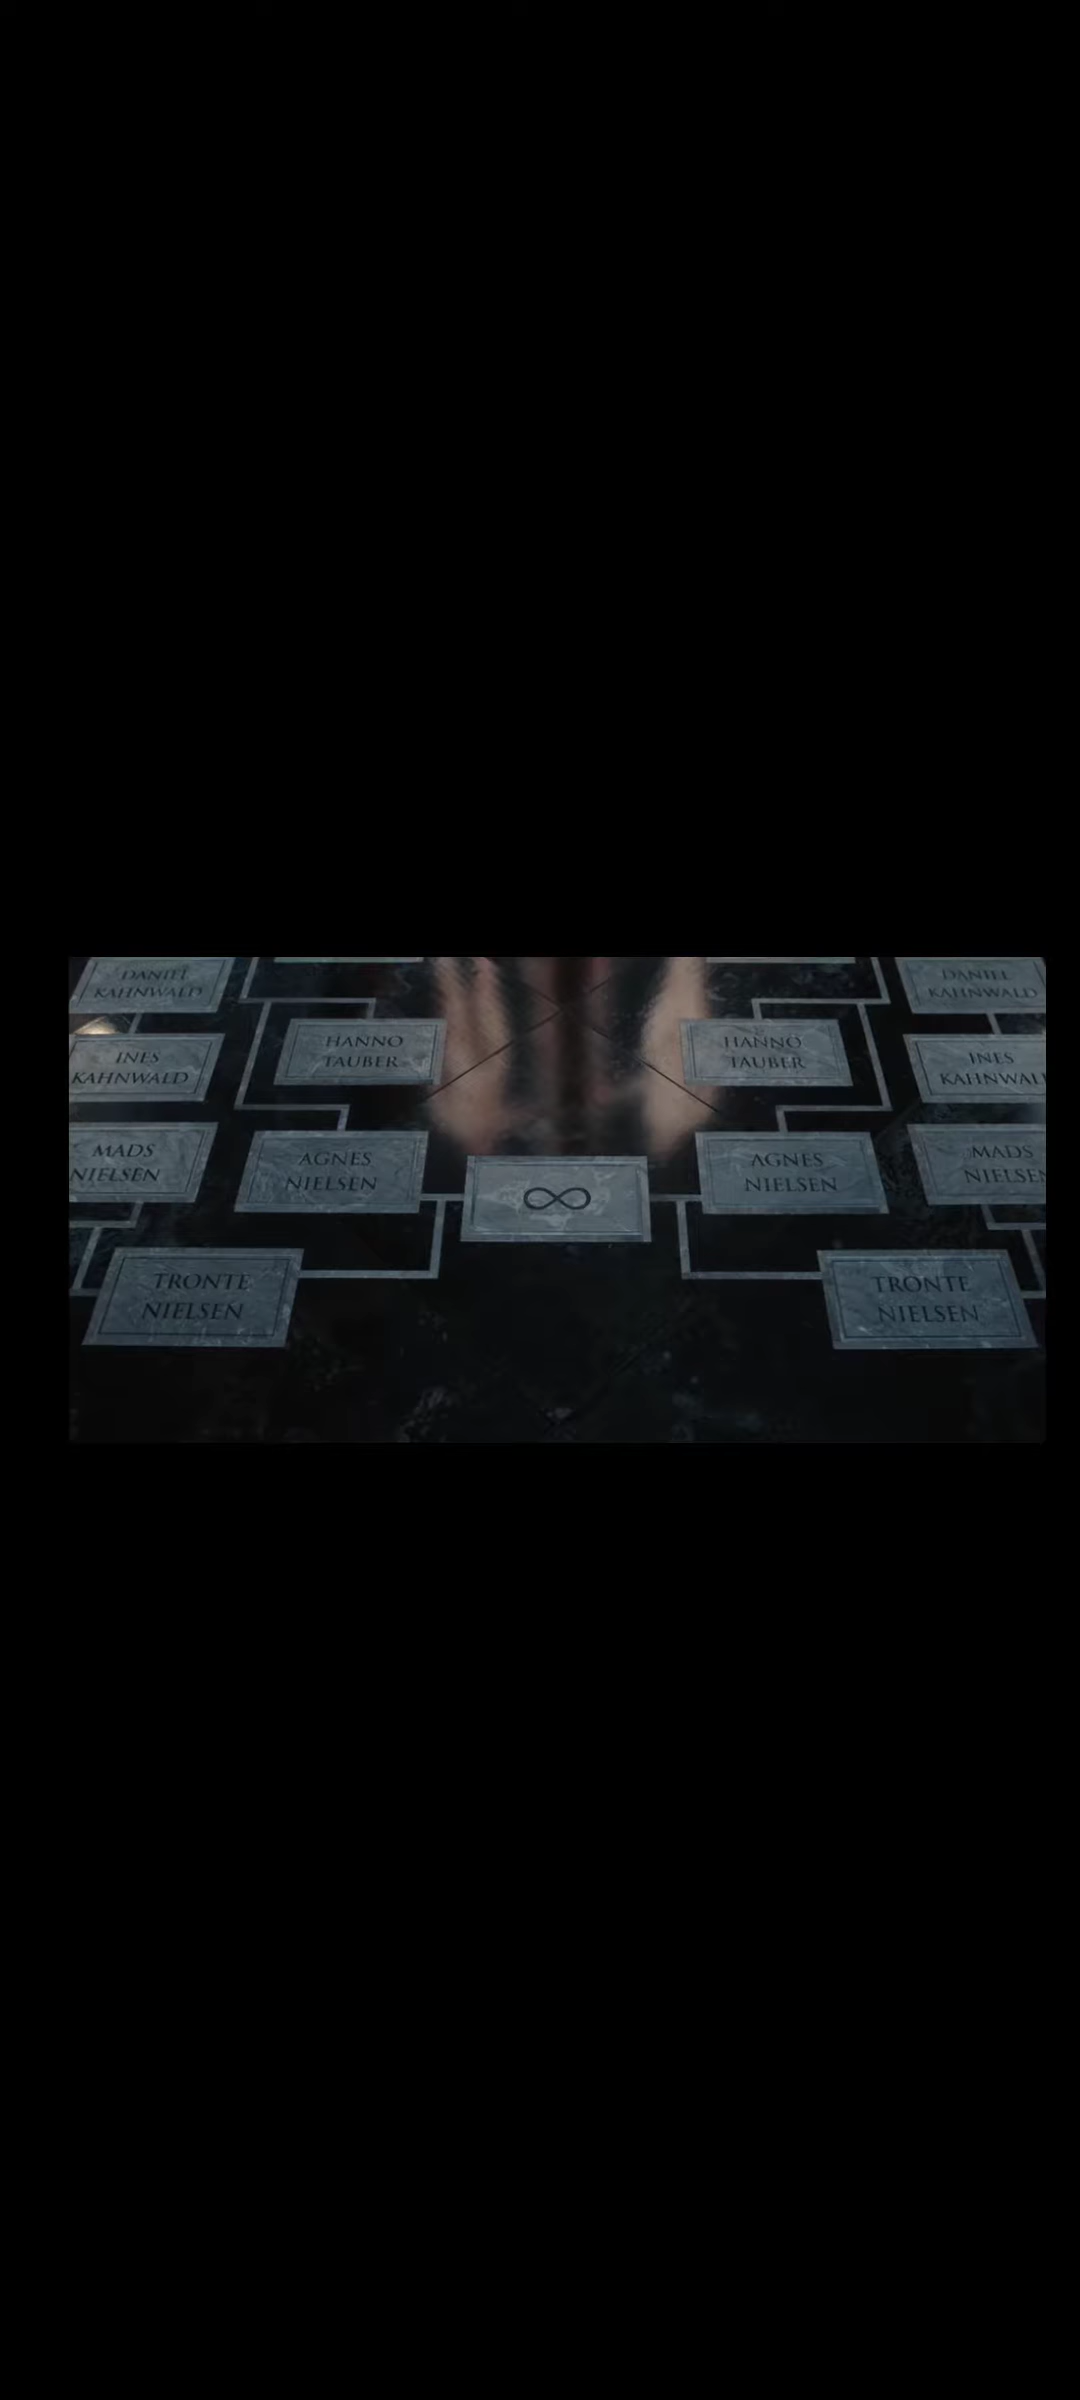 DANIEL
KAHNWALD
DANIEL
KAHNWALD
HANNO
TAUBER
HANNO
TAUBER
INES
KAHNWALD
INES
MADS
NIELSEN
AGNES
NIELSEN
∞
AGNES
NIELSEN
MADS
TRONTE
NIELSEN
TRONTE
NIELSEN